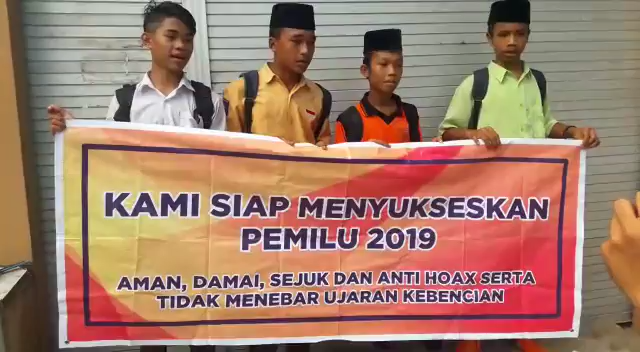 KAMI SIAP MENYUKSESKAN
PEMILU 2019
AMAN, DAMAI, SEJUK DAN ANTI HOAX SERTA
TIDAK MENEBAR UJARAN KEBENCIAN